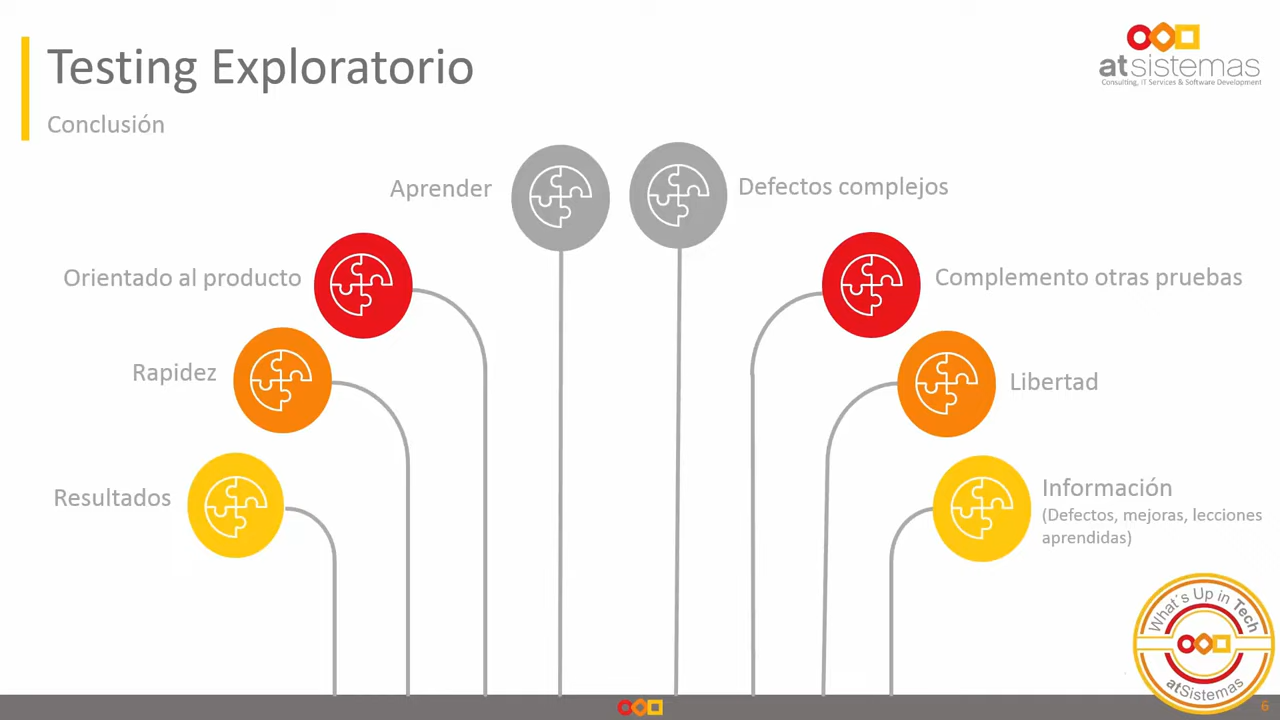 Testing Exploratorio
Conclusión
atsistemas
Consulting, IT Services & Software Development
Aprender
Defectos complejos
Orientado al producto
Complemento otras pruebas
Rapidez
Libertad
Resultados
Información
(Defectos, mejoras, lecciones
aprendidas)
What´s Up in Tech
atSistemas
6